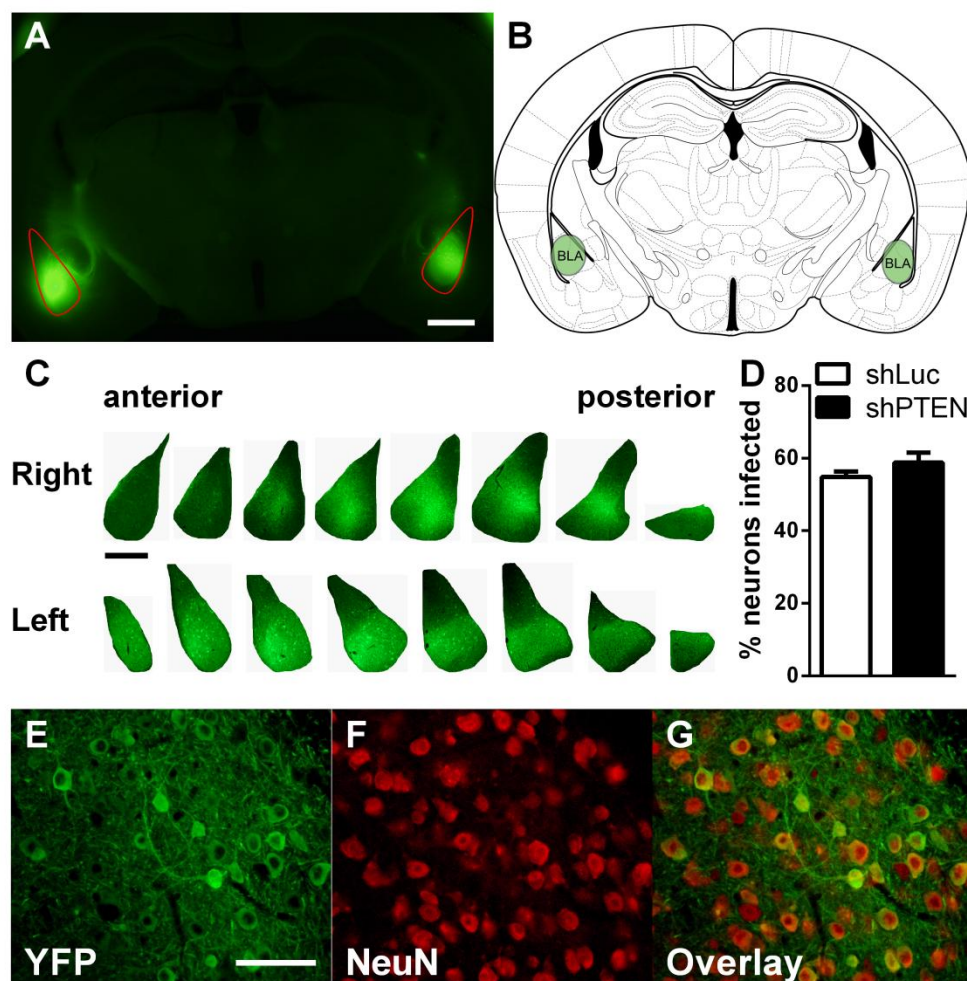 A
B
BLA
BLA
C
anterior
posterior
Right
Left
D
shLuc
shPTEN
80
60
40
20
0
% neurons infected
E
YFP
F
NeuN
G
Overlay